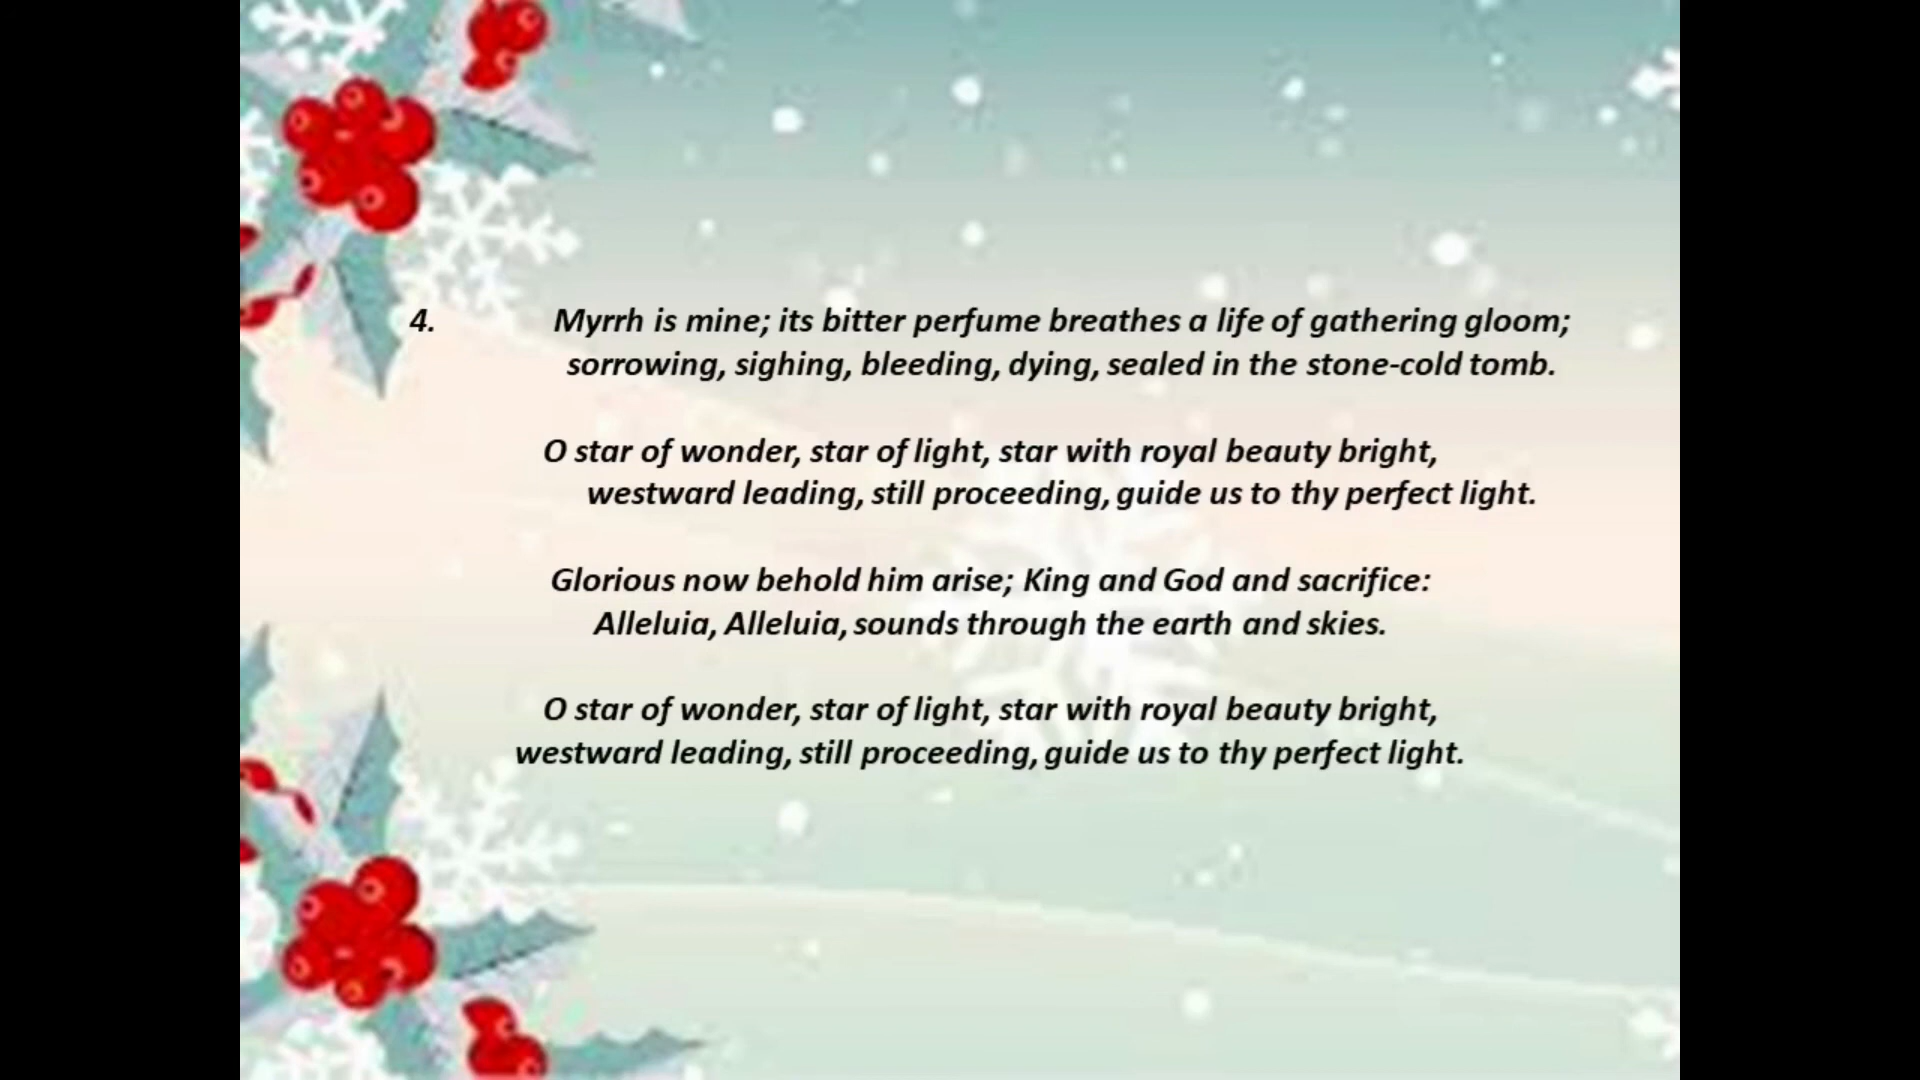 4. Myrrh is mine; its bitter perfume breathes a life of gathering gloom;
sorrowing, sighing, bleeding, dying, sealed in the stone-cold tomb.
O star of wonder, star of light, star with royal beauty bright,
westward leading, still proceeding, guide us to thy perfect light.
Glorious now behold him arise; King and God and sacrifice:
Alleluia, Alleluia, sounds through the earth and skies.
O star of wonder, star of light, star with royal beauty bright,
westward leading, still proceeding, guide us to thy perfect light.